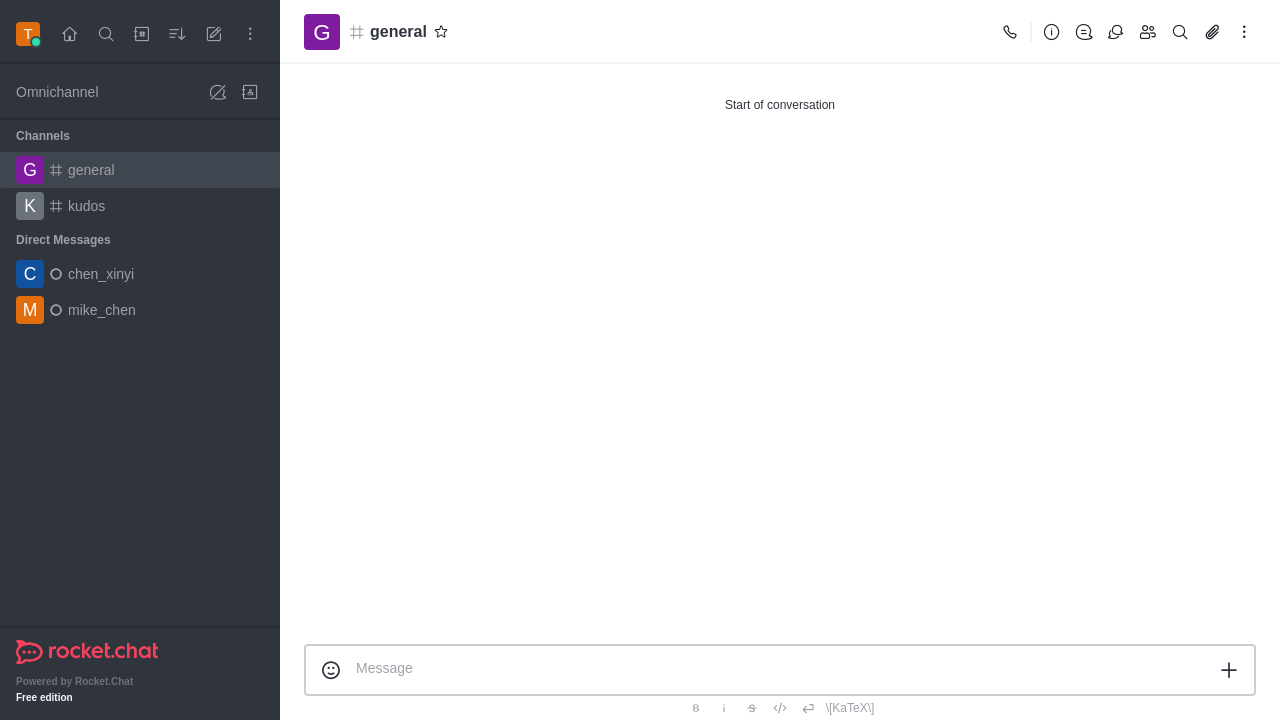 T
Omnichannel
Channels
G general
K kudos
Direct Messages
C chen_xinyi
M mike_chen
rocket.chat
Powered by Rocket.Chat
Free edition
G general
Start of conversation
Message
B i S \[KaTeX\]